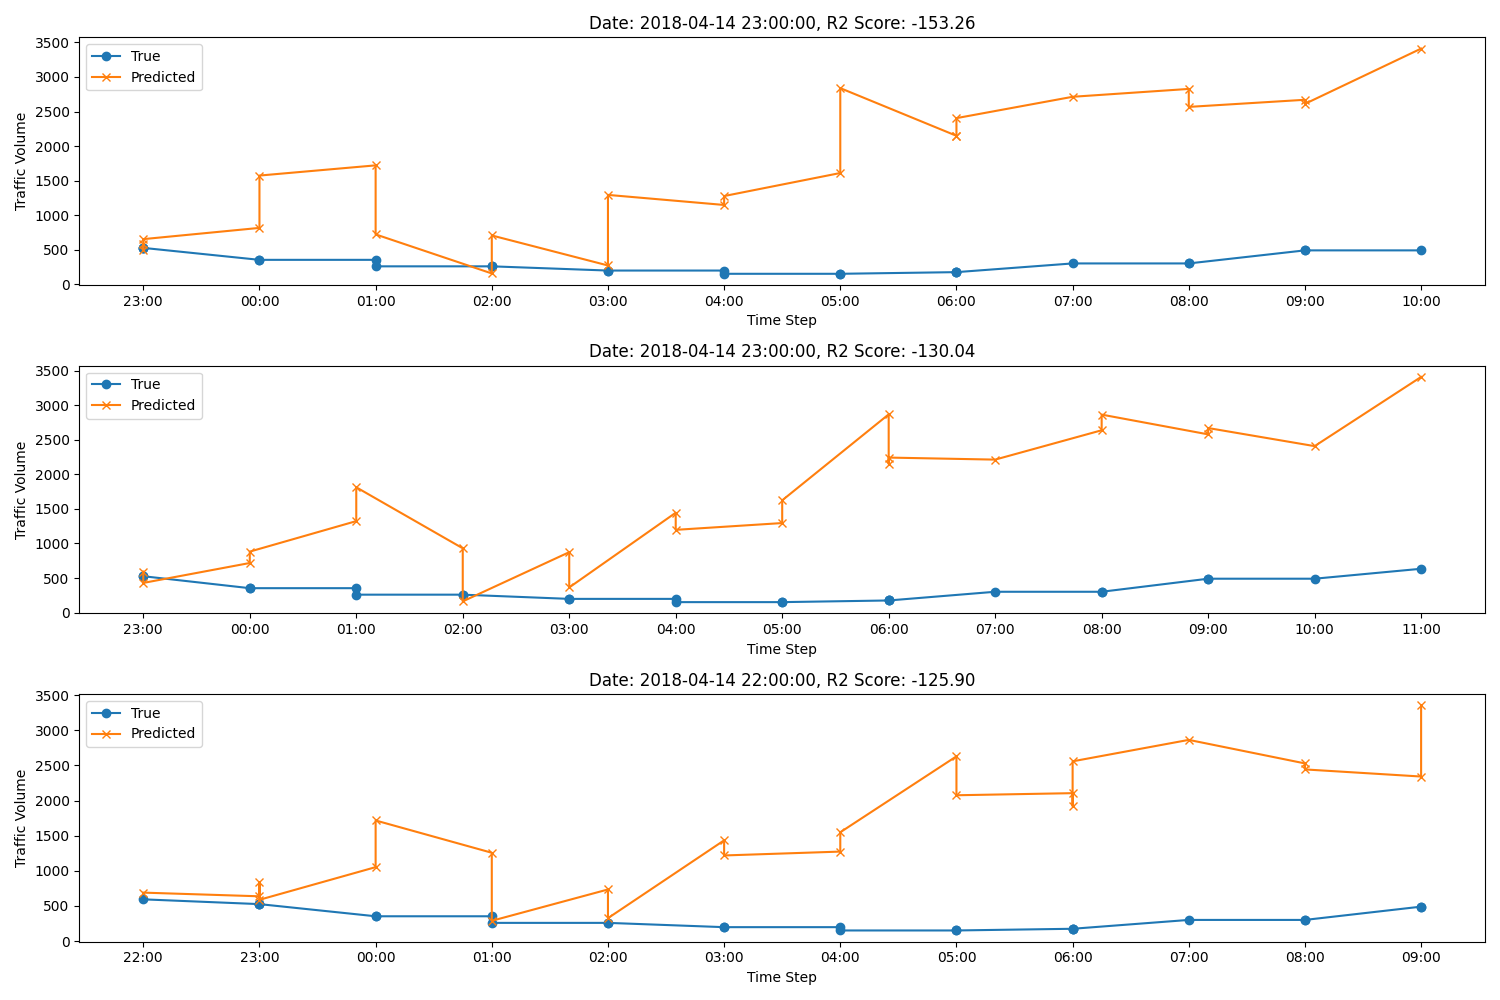 Date: 2018-04-14 23:00:00, R2 Score: -153.26
True
Predicted
Traffic Volume
3500
3000
2500
2000
1500
1000
500
0
23:00 00:00 01:00 02:00 03:00 04:00 05:00 06:00 07:00 08:00 09:00 10:00
Time Step
Date: 2018-04-14 23:00:00, R2 Score: -130.04
True
Predicted
Traffic Volume
3500
3000
2500
2000
1500
1000
500
0
23:00 00:00 01:00 02:00 03:00 04:00 05:00 06:00 07:00 08:00 09:00 10:00 11:00
Time Step
Date: 2018-04-14 22:00:00, R2 Score: -125.90
True
Predicted
Traffic Volume
3500
3000
2500
2000
1500
1000
500
0
22:00 23:00 00:00 01:00 02:00 03:00 04:00 05:00 06:00 07:00 08:00 09:00
Time Step